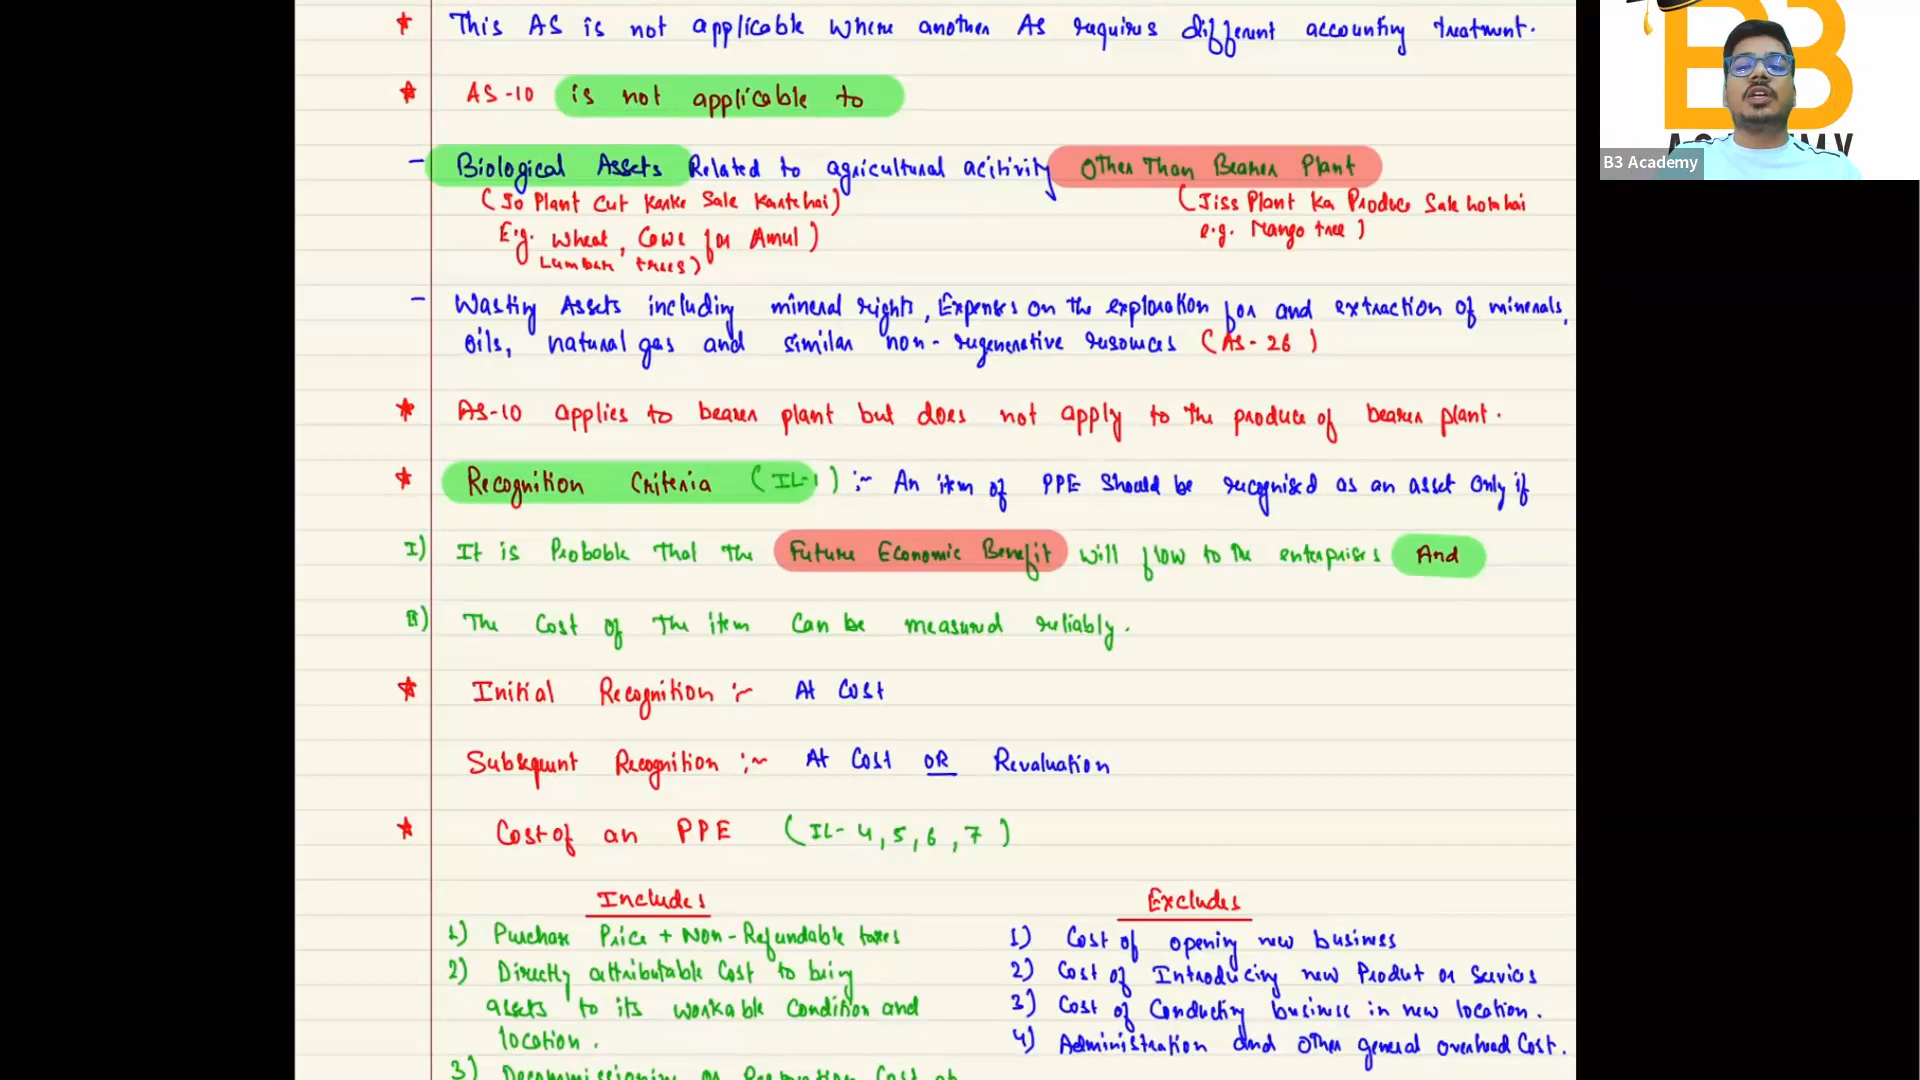 * This AS is not applicable where another AS requires different accounting treatment.
* AS-10 is not applicable to
- Biological Assets Related to agricultural acitivity Other Than Bearer Plant
(Jo Plant Cut Karke Sale Karte hai) (Jiss Plant ka Produce Sale hota hai
E.g. Wheat, Cows for Amul) e.g. Mango tree)
Lumber trees)
- Wasting Assets including mineral rights, Expenses on the exploration for and extraction of minerals,
oils, natural gas and similar non-regenerative resources (AS-26)
* AS-10 applies to bearer plant but does not apply to the produce of bearer plant.
* Recognition Criteria (IL-1) :- An item of PPE should be recognised as an asset only if
I) It is Probable That the Future Economic Benefit will flow to the enterprises And
II) The Cost of The item Can be measured reliably.
* Initial Recognition :- At Cost
Subsequent Recognition :- At Cost OR Revaluation
* Cost of an PPE (IL-4,5,6,7)
Includes Excludes
1) Purchase Price + Non-Refundable taxes 1) Cost of opening new business
2) Directly attributable Cost to being 2) Cost of Introducing new Product or Services
assets to its workable Condition and 3) Cost of Conducting business in new location.
location. 4) Administration and other general overhead Cost.
3) Decommissioning or Restoration Cost
B3
ACADEMY
B3 Academy